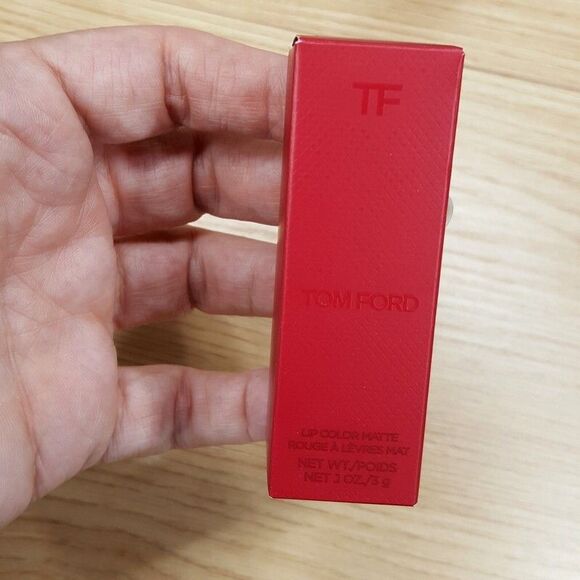 TF
TOM FORD
LIP COLOR MATTE
ROUGE À LÈVRES MAT
NET WT./POIDS
NET .1 OZ./3 g